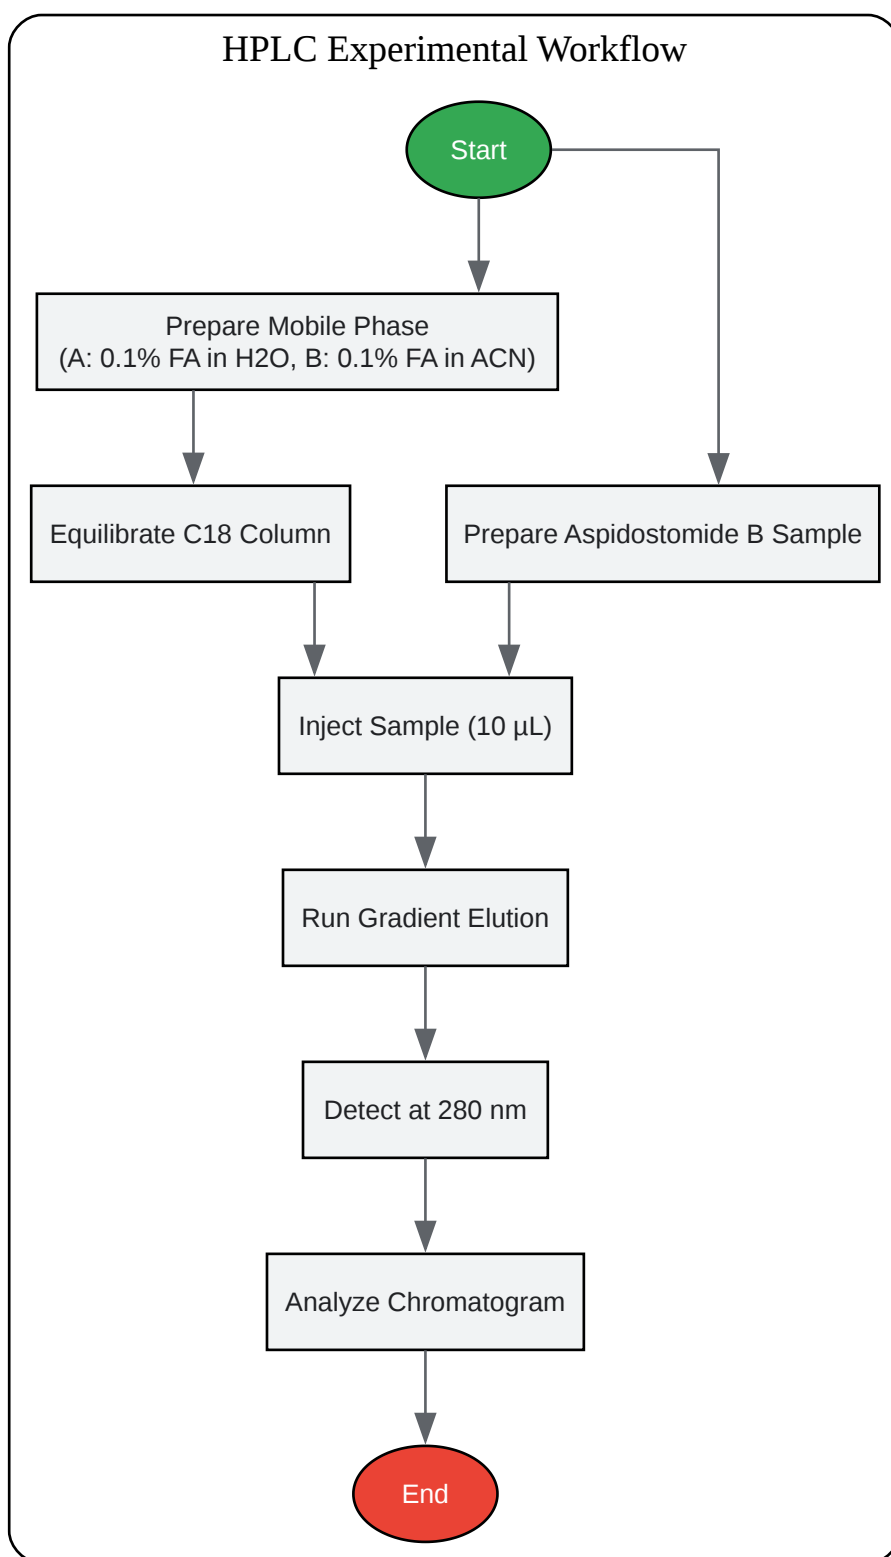 HPLC Experimental Workflow
Start
Prepare Mobile Phase
(A: 0.1% FA in H2O, B: 0.1% FA in ACN)
Equilibrate C18 Column
Prepare Aspidostomide B Sample
Inject Sample (10 µL)
Run Gradient Elution
Detect at 280 nm
Analyze Chromatogram
End